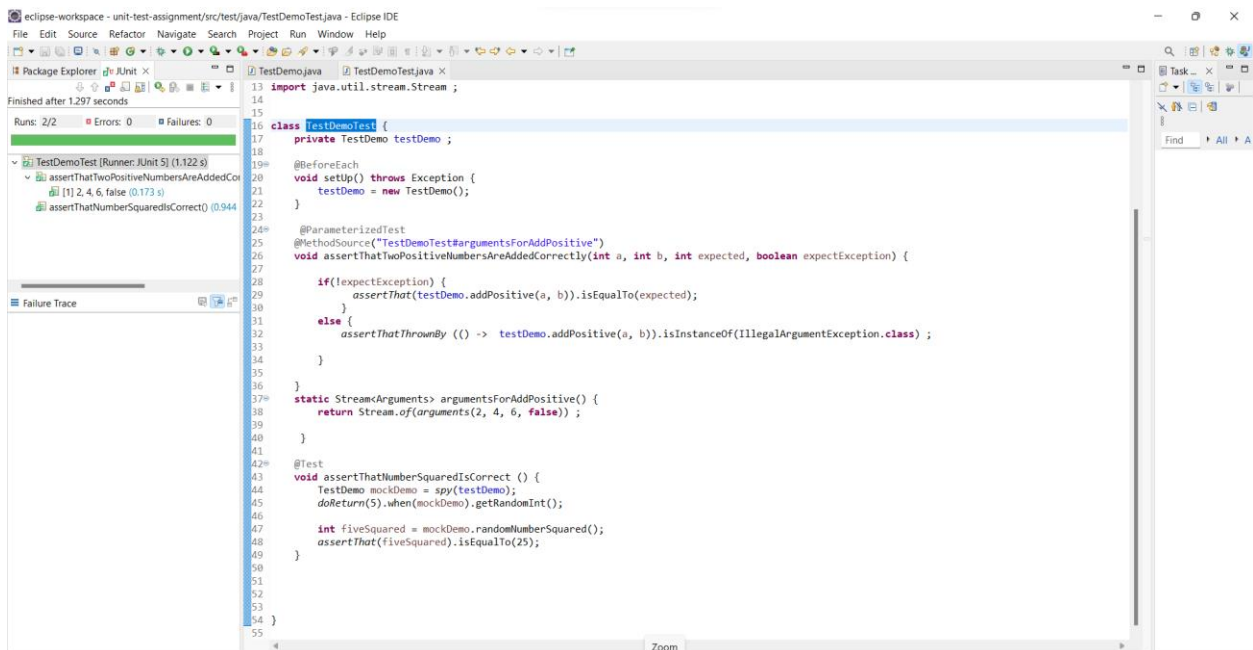 eclipse-workspace - unit-test-assignment/src/test/java/TestDemoTest.java - Eclipse IDE
File Edit Source Refactor Navigate Search Project Run Window Help
Package Explorer JUnit
Finished after 1.297 seconds
Runs: 2/2 Errors: 0 Failures: 0
TestDemoTest [Runner: JUnit 5] (1.122 s)
assertThatTwoPositiveNumbersAreAddedCor
[1] 2, 4, 6, false (0.173 s)
assertThatNumberSquaredIsCorrect() (0.944
Failure Trace
TestDemo.java TestDemoTest.java
13 import java.util.stream.Stream ;
14
15
16 class TestDemoTest {
17 private TestDemo testDemo ;
18
19 @BeforeEach
20 void setUp() throws Exception {
21 testDemo = new TestDemo();
22 }
23
24 @ParameterizedTest
25 @MethodSource("TestDemoTest#argumentsForAddPositive")
26 void assertThatTwoPositiveNumbersAreAddedCorrectly(int a, int b, int expected, boolean expectException) {
27
28 if(!expectException) {
29 assertThat(testDemo.addPositive(a, b)).isEqualTo(expected);
30 }
31 else {
32 assertThatThrownBy (() -> testDemo.addPositive(a, b)).isInstanceOf(IllegalArgumentException.class) ;
33
34 }
35
36 }
37 static Stream<Arguments> argumentsForAddPositive() {
38 return Stream.of(arguments(2, 4, 6, false)) ;
39
40 }
41
42 @Test
43 void assertThatNumberSquaredIsCorrect () {
44 TestDemo mockDemo = spy(testDemo);
45 doReturn(5).when(mockDemo).getRandomInt();
46
47 int fiveSquared = mockDemo.randomNumberSquared();
48 assertThat(fiveSquared).isEqualTo(25);
49 }
50
51
52
53
54 }
55
Zoom
Task
Find All A